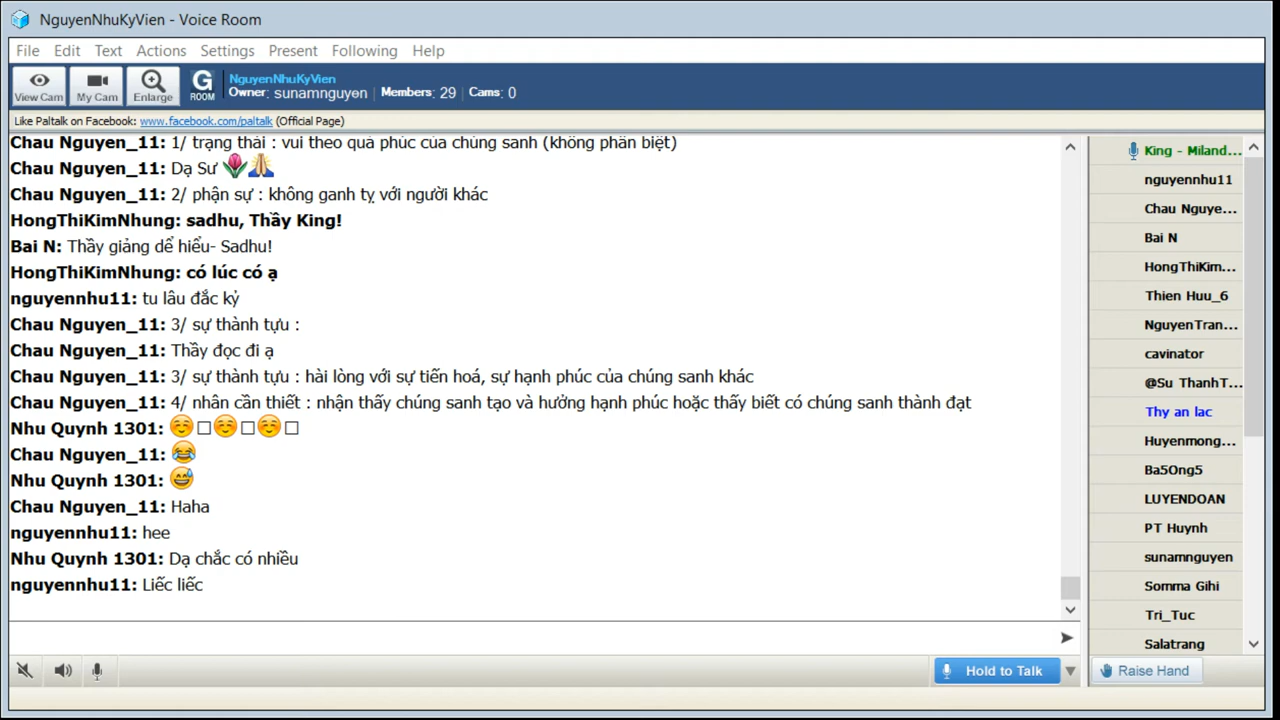 NguyenNhuKyVien - Voice Room
File Edit Text Actions Settings Present Following Help
View Cam My Cam Enlarge G ROOM
NguyenNhuKyVien
Owner: sunamnguyen | Members: 29 | Cams: 0
Like Paltalk on Facebook: www.facebook.com/paltalk (Official Page)
Chau Nguyen_11: 1/ trạng thái : vui theo quả phúc của chúng sanh (không phân biệt)
Chau Nguyen_11: Dạ Sư 🌷🙏
Chau Nguyen_11: 2/ phận sự : không ganh tỵ với người khác
HongThiKimNhung: sadhu, Thầy King!
Bai N: Thầy giảng dể hiểu- Sadhu!
HongThiKimNhung: có lúc có ạ
nguyennhu11: tu lâu đắc kỷ
Chau Nguyen_11: 3/ sự thành tựu :
Chau Nguyen_11: Thầy đọc đi ạ
Chau Nguyen_11: 3/ sự thành tựu : hài lòng với sự tiến hoá, sự hạnh phúc của chúng sanh khác
Chau Nguyen_11: 4/ nhân cần thiết : nhận thấy chúng sanh tạo và hưởng hạnh phúc hoặc thấy biết có chúng sanh thành đạt
Nhu Quynh 1301: ☺️□☺️□☺️□
Chau Nguyen_11: 😂
Nhu Quynh 1301: 😅
Chau Nguyen_11: Haha
nguyennhu11: hee
Nhu Quynh 1301: Dạ chắc có nhiều
nguyennhu11: Liếc liếc
Hold to Talk
King - Miland...
nguyennhu11
Chau Nguye...
Bai N
HongThiKim...
Thien Huu_6
NguyenTran...
cavinator
@Su ThanhT...
Thy an lac
Huyenmong...
Ba5Ong5
LUYENDOAN
PT Huynh
sunamnguyen
Somma Gihi
Tri_Tuc
Salatrang
Raise Hand